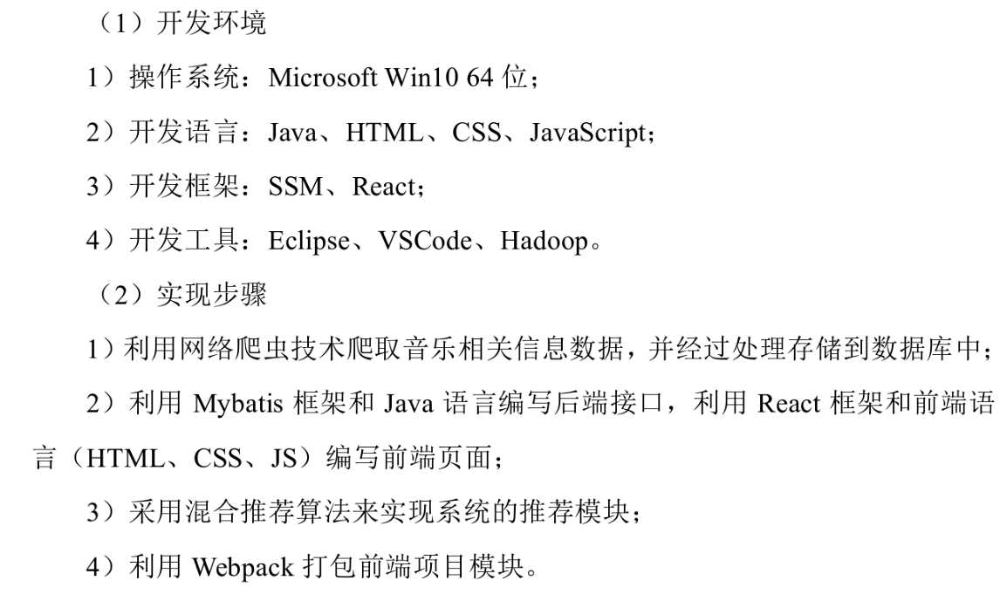 （1）开发环境
1）操作系统：Microsoft Win10 64 位；
2）开发语言：Java、HTML、CSS、JavaScript；
3）开发框架：SSM、React；
4）开发工具：Eclipse、VSCode、Hadoop。
（2）实现步骤
1）利用网络爬虫技术爬取音乐相关信息数据，并经过处理存储到数据库中；
2）利用 Mybatis 框架和 Java 语言编写后端接口，利用 React 框架和前端语
言（HTML、CSS、JS）编写前端页面；
3）采用混合推荐算法来实现系统的推荐模块；
4）利用 Webpack 打包前端项目模块。